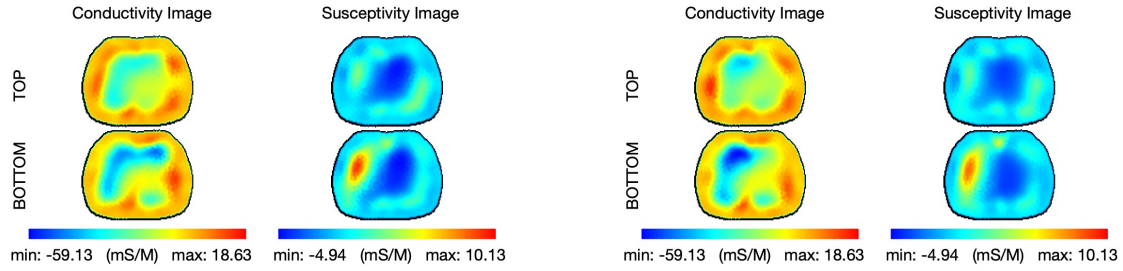 Conductivity Image Susceptivity Image Conductivity Image Susceptivity Image
TOP TOP
BOTTOM BOTTOM
min: -59.13 (mS/M) max: 18.63 min: -4.94 (mS/M) max: 10.13 min: -59.13 (mS/M) max: 18.63 min: -4.94 (mS/M) max: 10.13